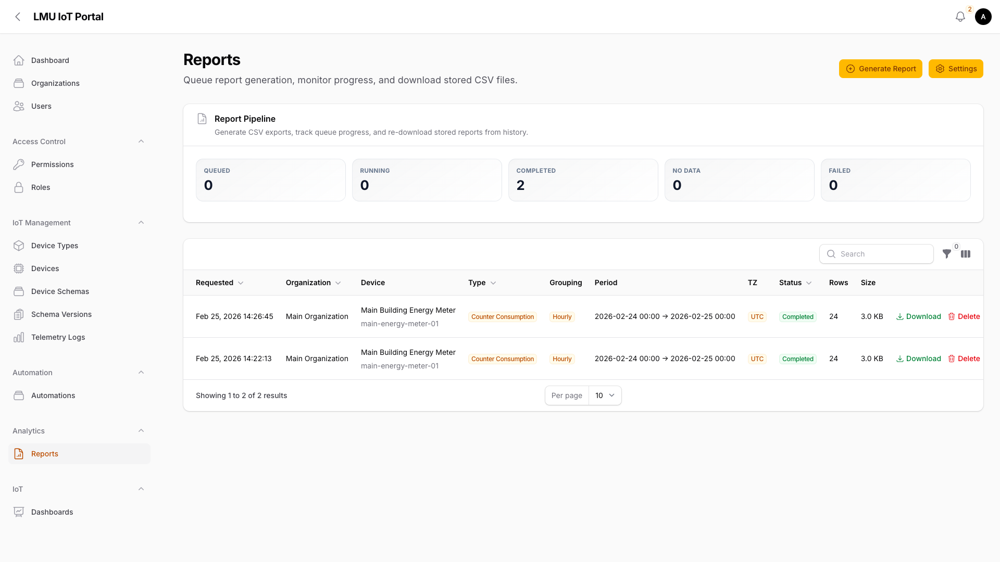 LMU IoT Portal
2
A
Dashboard
Organizations
Users
Access Control
Permissions
Roles
IoT Management
Device Types
Devices
Device Schemas
Schema Versions
Telemetry Logs
Automation
Automations
Analytics
Reports
IoT
Dashboards
Reports
Queue report generation, monitor progress, and download stored CSV files.
Generate Report
Settings
Report Pipeline
Generate CSV exports, track queue progress, and re-download stored reports from history.
QUEUED
0
RUNNING
0
COMPLETED
2
NO DATA
0
FAILED
0
Search
0
Requested Organization Device Type Grouping Period TZ Status Rows Size
Feb 25, 2026 14:26:45 Main Organization Main Building Energy Meter Counter Consumption Hourly 2026-02-24 00:00 → 2026-02-25 00:00 UTC Completed 24 3.0 KB Download Delete
main-energy-meter-01
Feb 25, 2026 14:22:13 Main Organization Main Building Energy Meter Counter Consumption Hourly 2026-02-24 00:00 → 2026-02-25 00:00 UTC Completed 24 3.0 KB Download Delete
main-energy-meter-01
Showing 1 to 2 of 2 results
Per page 10